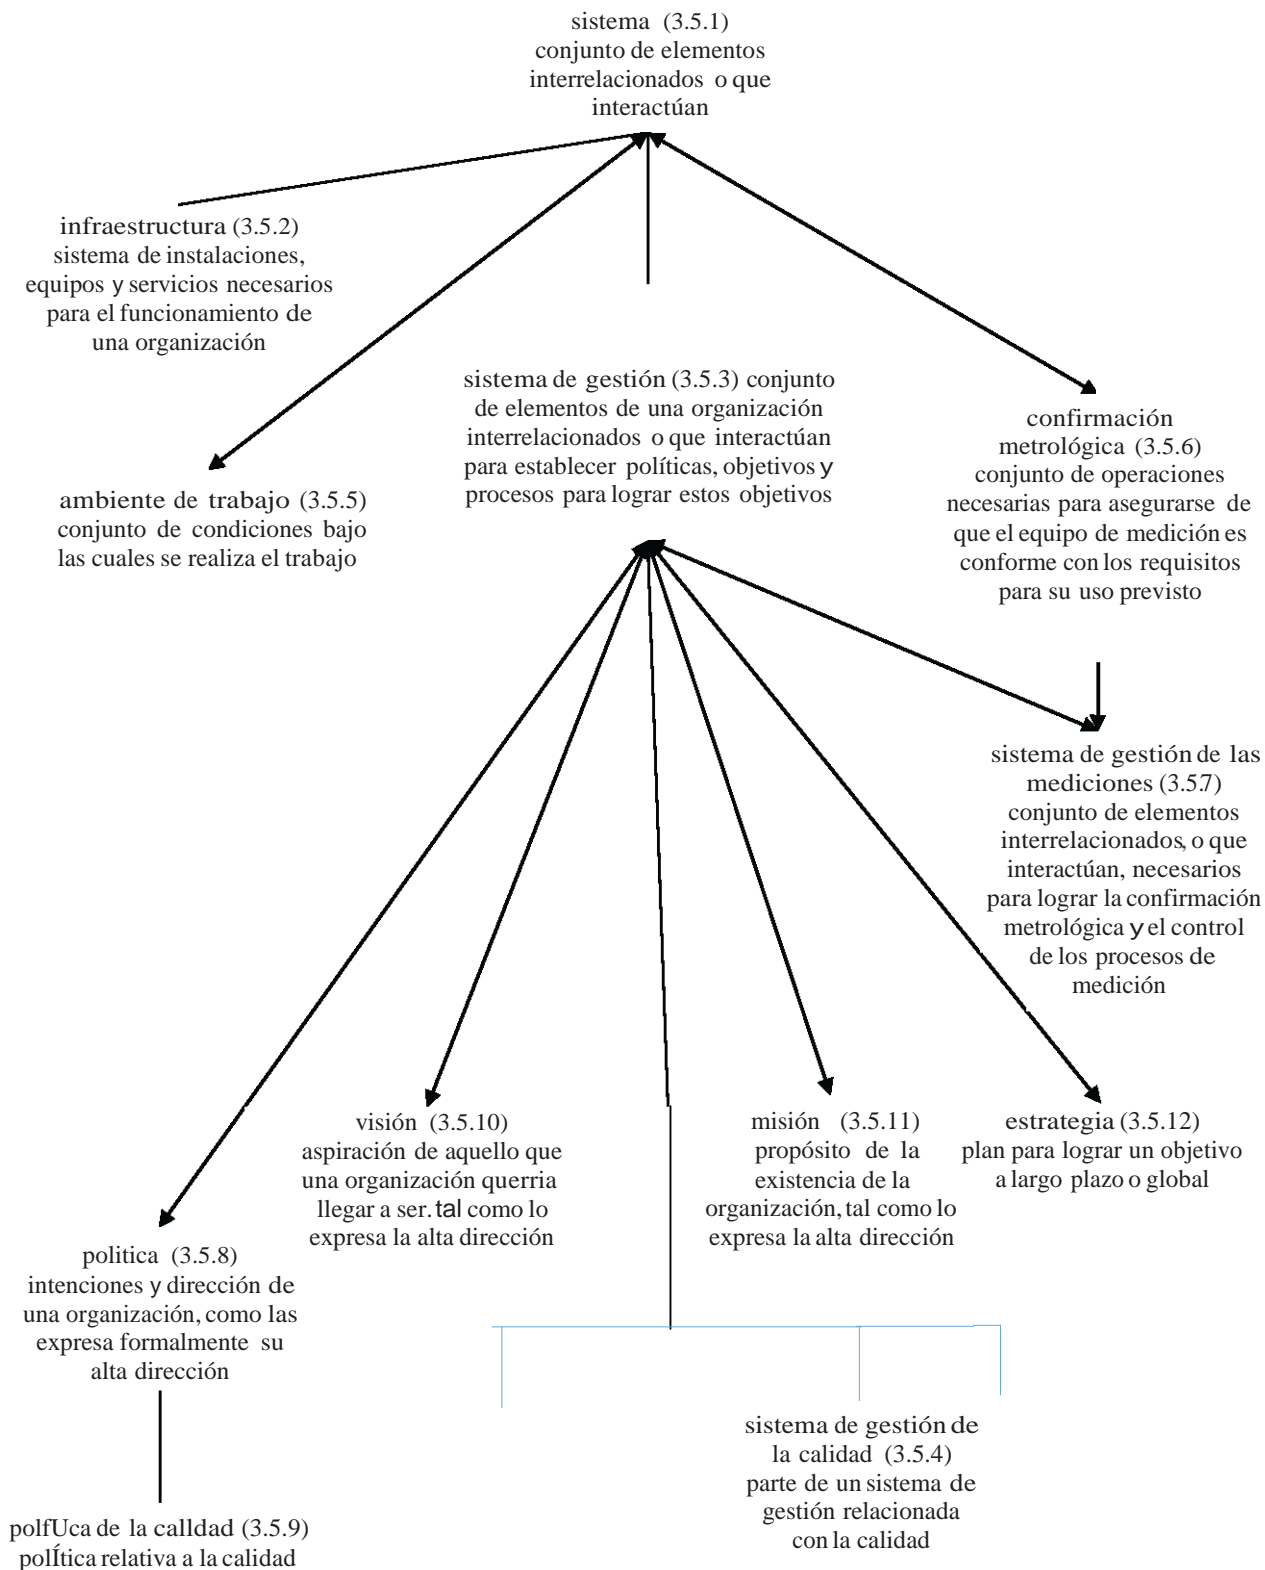 sistema (3.5.1)
conjunto de elementos
interrelacionados o que
interactúan
infraestructura (3.5.2)
sistema de instalaciones,
equipos y servicios necesarios
para el funcionamiento de
una organización
sistema de gestión (3.5.3) conjunto
de elementos de una organización
interrelacionados o que interactúan
para establecer políticas, objetivos y
procesos para lograr estos objetivos
confirmación
metrológica (3.5.6)
conjunto de operaciones
necesarias para asegurarse de
que el equipo de medición es
conforme con los requisitos
para su uso previsto
ambiente de trabajo (3.5.5)
conjunto de condiciones bajo
las cuales se realiza el trabajo
sistema de gestión de las
mediciones (3.5.7)
conjunto de elementos
interrelacionados, o que
interactúan, necesarios
para lograr la confirmación
metrológica y el control
de los procesos de
medición
visión (3.5.10)
aspiración de aquello que
una organización querria
llegar a ser. tal como lo
expresa la alta dirección
misión (3.5.11)
propósito de la
existencia de la
organización, tal como lo
expresa la alta dirección
estrategia (3.5.12)
plan para lograr un objetivo
a largo plazo o global
politica (3.5.8)
intenciones y dirección de
una organización, como las
expresa formalmente su
alta dirección
sistema de gestión de
la calidad (3.5.4)
parte de un sistema de
gestión relacionada
con la calidad
polfUca de la calldad (3.5.9)
polÍtica relativa a la calidad